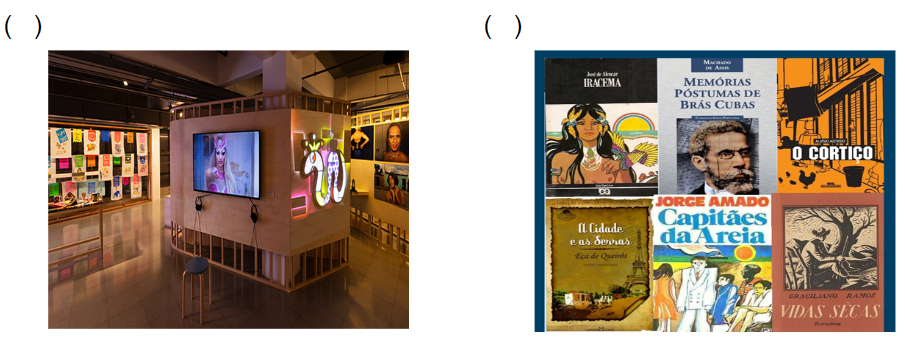 ( ) ( )
José de Alencar
IRACEMA
MACHADO
DE ASSIS
MEMÓRIAS
PÓSTUMAS DE
BRÁS CUBAS
ALUÍSIO AZEVEDO
O CORTIÇO
A Cidade
e as Serras
Eça de Queirós
JORGE AMADO
Capitães
da Areia
GRACILIANO RAMOS
VIDAS SÊCAS